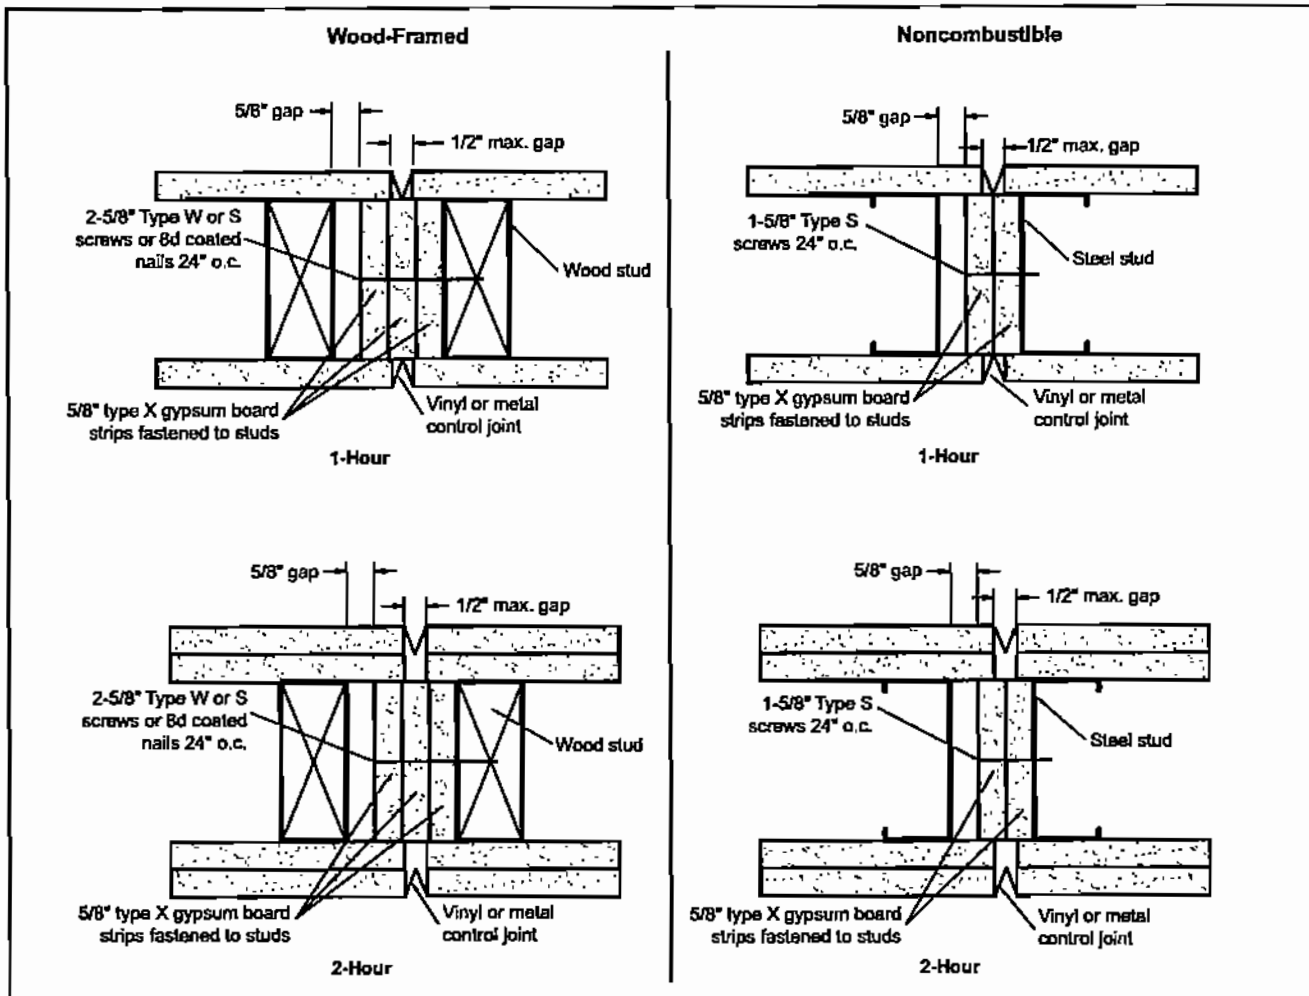 Wood-Framed
5/8" gap
1/2" max. gap
2-5/8" Type W or S
screws or 8d coated
nails 24" o.c.
Wood stud
5/8" type X gypsum board
strips fastened to studs
Vinyl or metal
control joint
1-Hour
Noncombustible
5/8" gap
1/2" max. gap
1-5/8" Type S
screws 24" o.c.
Steel stud
5/8" type X gypsum board
strips fastened to studs
Vinyl or metal
control joint
1-Hour
5/8" gap
1/2" max. gap
2-5/8" Type W or S
screws or 8d coated
nails 24" o.c.
Wood stud
5/8" type X gypsum board
strips fastened to studs
Vinyl or metal
control joint
2-Hour
5/8" gap
1/2" max. gap
1-5/8" Type S
screws 24" o.c.
Steel stud
5/8" type X gypsum board
strips fastened to studs
Vinyl or metal
control joint
2-Hour